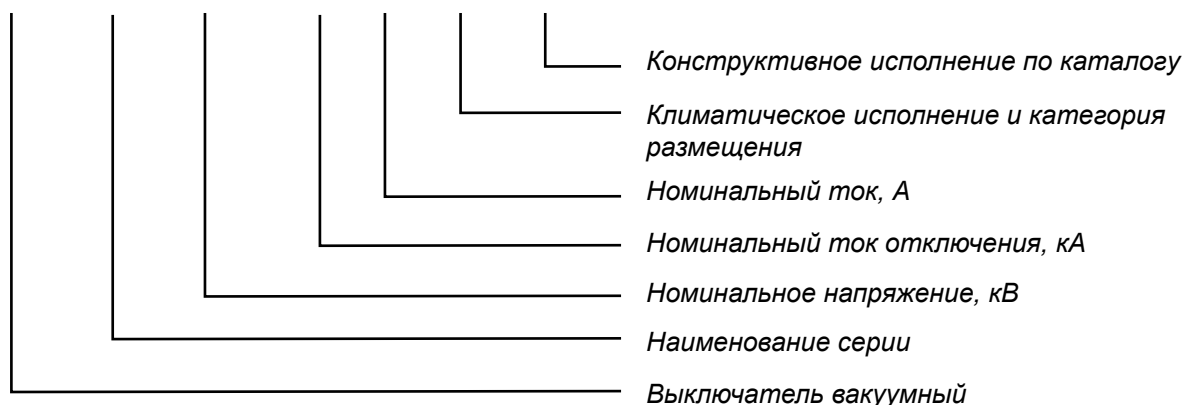 Конструктивное исполнение по каталогу
Климатическое исполнение и категория
размещения
Номинальный ток, А
Номинальный ток отключения, кА
Номинальное напряжение, кВ
Наименование серии
Выключатель вакуумный